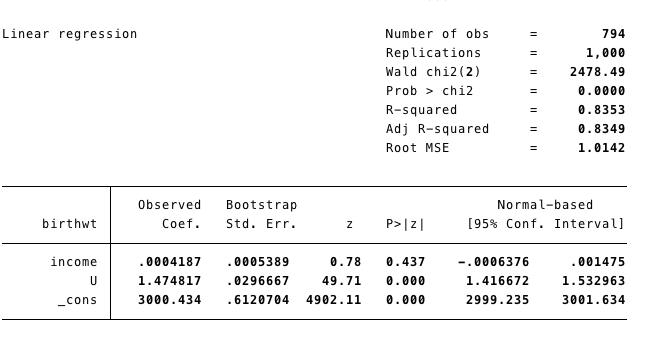 Linear regression Number of obs = 794
Replications = 1,000
Wald chi2(2) = 2478.49
Prob > chi2 = 0.0000
R-squared = 0.8353
Adj R-squared = 0.8349
Root MSE = 1.0142
Observed Bootstrap Normal-based
birthwt Coef. Std. Err. z P>|z| [95% Conf. Interval]
income .0004187 .0005389 0.78 0.437 -.0006376 .001475
U 1.474817 .0296667 49.71 0.000 1.416672 1.532963
_cons 3000.434 .6120704 4902.11 0.000 2999.235 3001.634